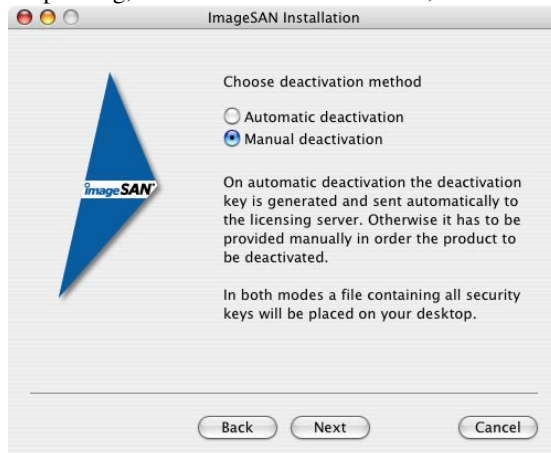 ImageSAN Installation
Choose deactivation method
Automatic deactivation
Manual deactivation
imageSAN
On automatic deactivation the deactivation
key is generated and sent automatically to
the licensing server. Otherwise it has to be
provided manually in order the product to
be deactivated.
In both modes a file containing all security
keys will be placed on your desktop.
Back Next Cancel